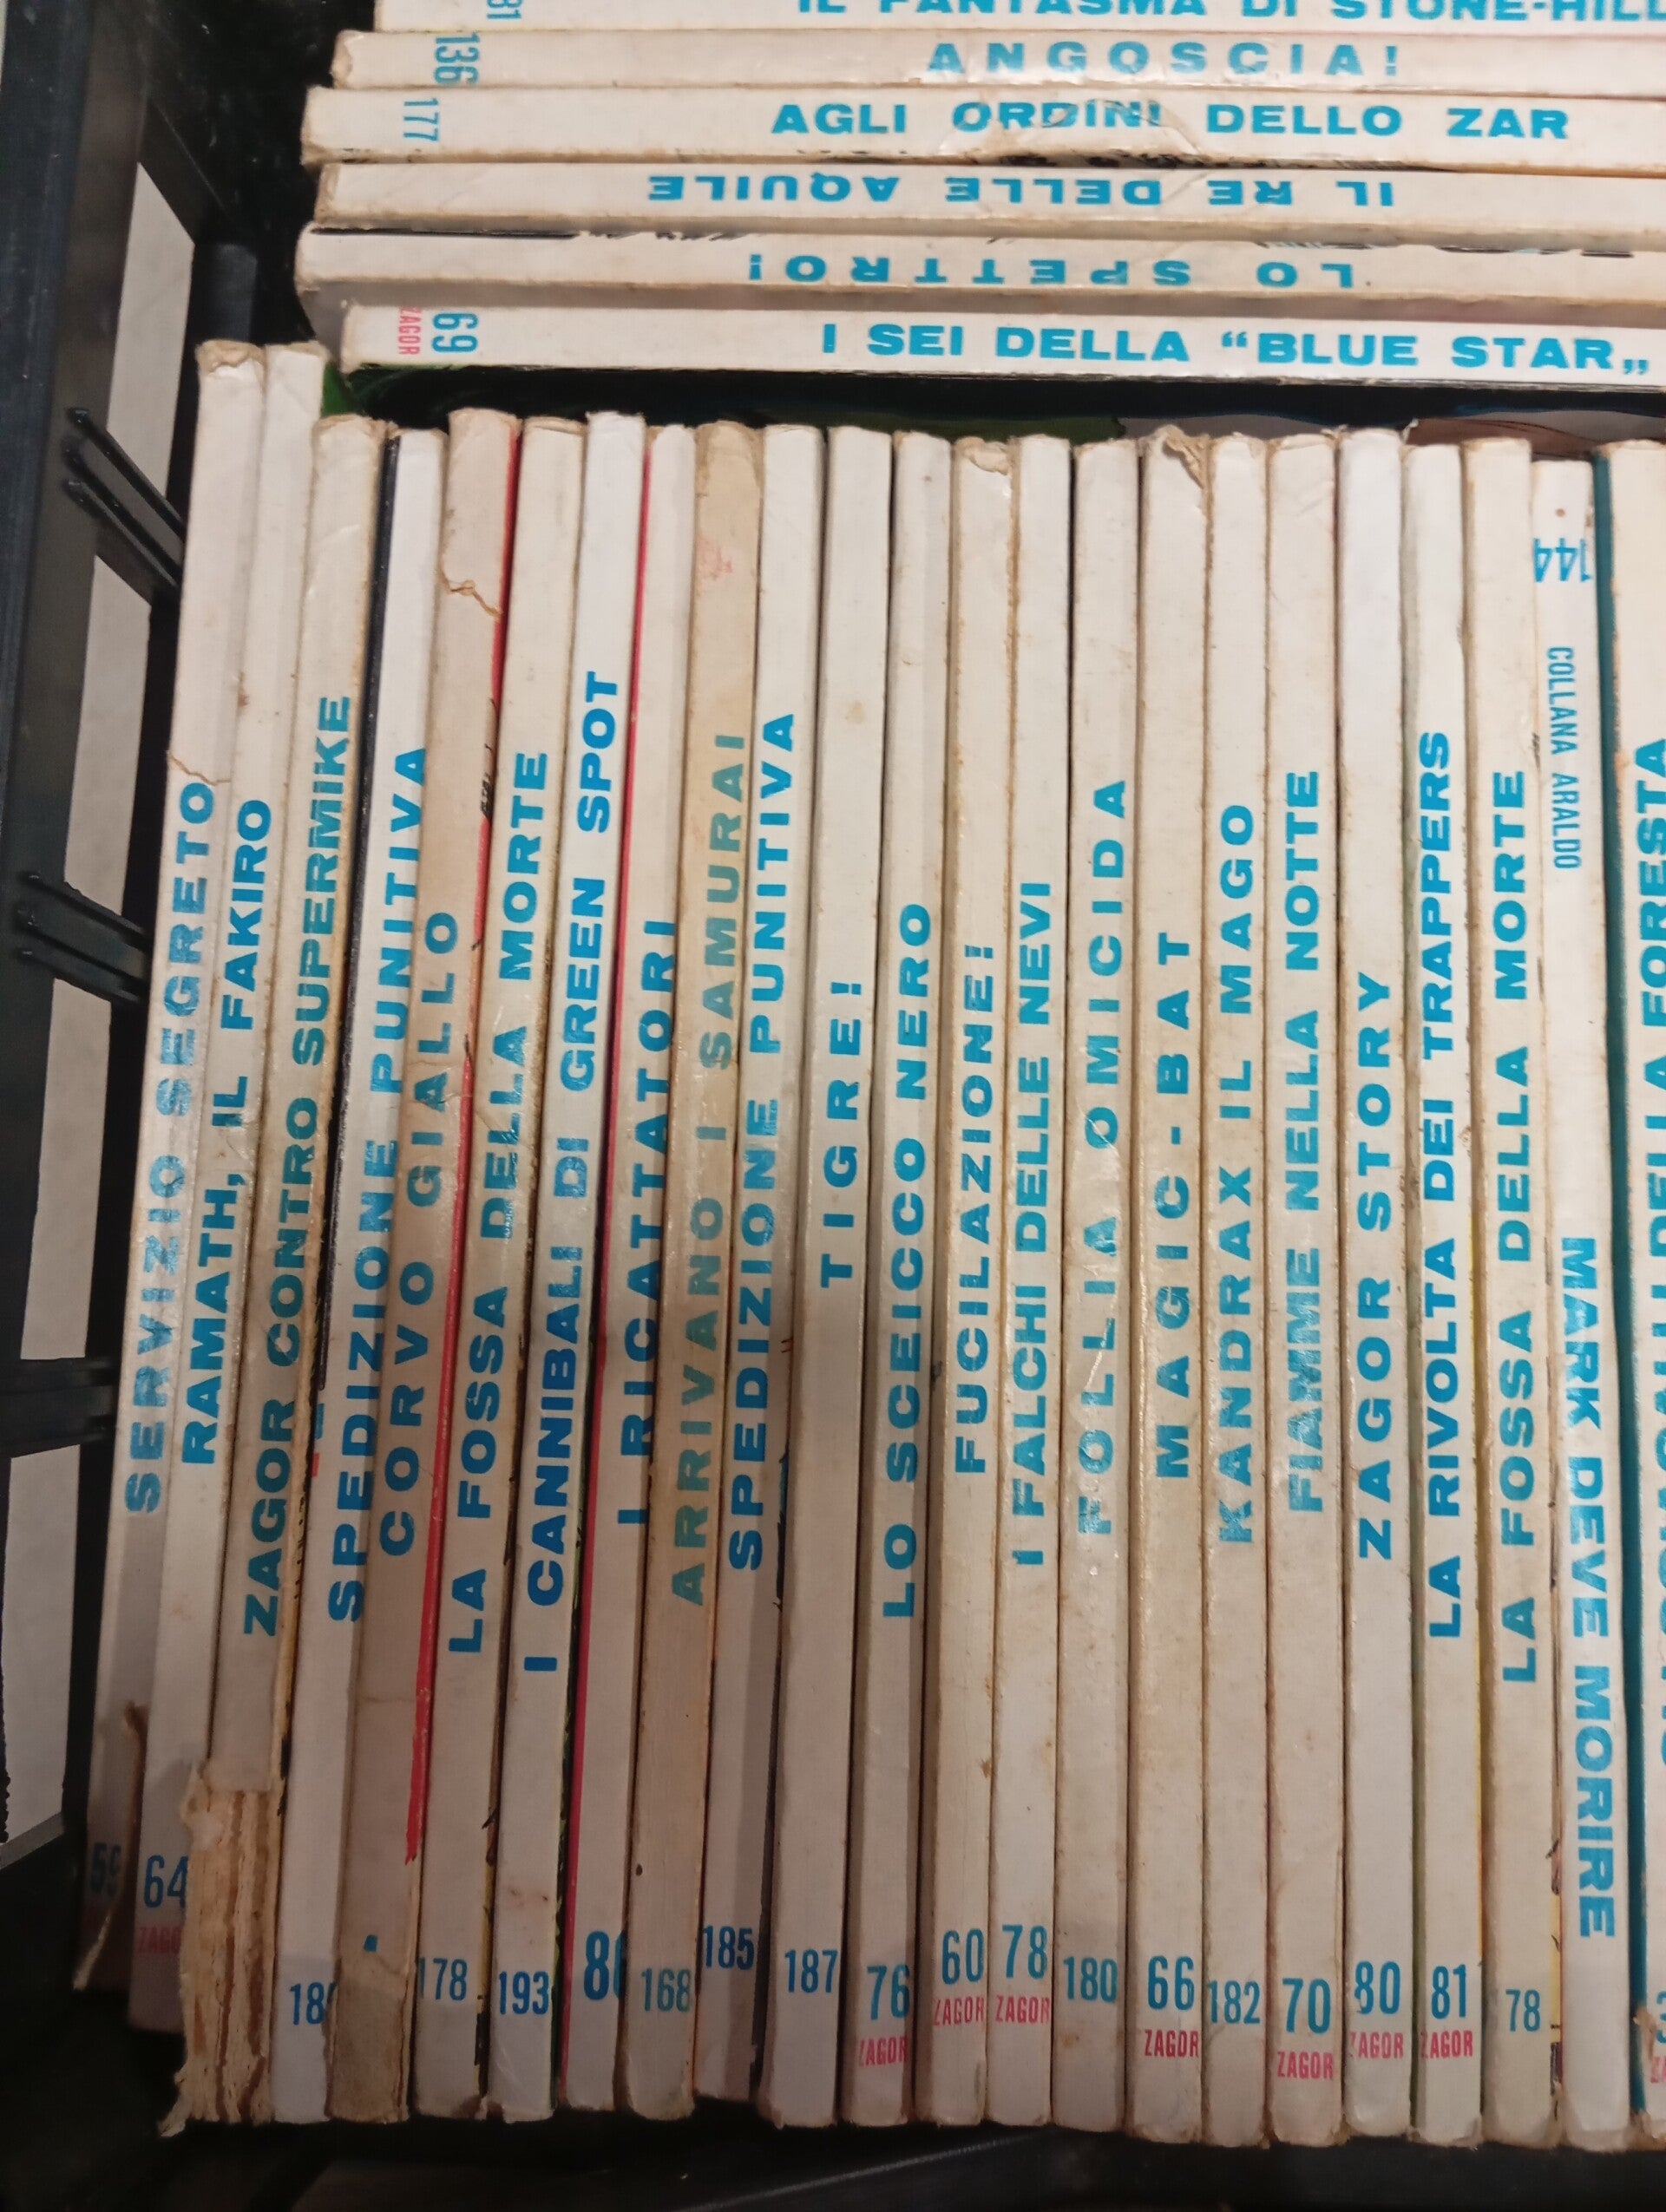 IL FANTASMA DI STONE-HILL
136 ANGOSCIA!
177 AGLI ORDINI DELLO ZAR
IL RE DELLE AQUILE
LO SPETTRO!
ZAGOR 69 I SEI DELLA “BLUE STAR„
SERVIZIO SEGRETO
ZAGOR 64 RAMATH, IL FAKIRO
ZAGOR CONTRO SUPERMIKE
SPEDIZIONE PUNITIVA
CORVO GIALLO
178 LA FOSSA DELLA MORTE
193 I CANNIBALI DI GREEN SPOT
I RICATTATORI
168 ARRIVANO I SAMURAI
185 SPEDIZIONE PUNITIVA
187 TIGRE!
ZAGOR 76 LO SCEICCO NERO
ZAGOR 60 FUCILAZIONE!
ZAGOR 78 I FALCHI DELLE NEVI
180 FOLLIA OMICIDA
ZAGOR 66 MAGIC-BAT
182 KANDRAX IL MAGO
ZAGOR 70 FIAMME NELLA NOTTE
ZAGOR 80 ZAGOR STORY
ZAGOR 81 LA RIVOLTA DEI TRAPPERS
78 LA FOSSA DELLA MORTE
144 COLLANA ARALDO MARK DEVE MORIRE
DELLA FORESTA